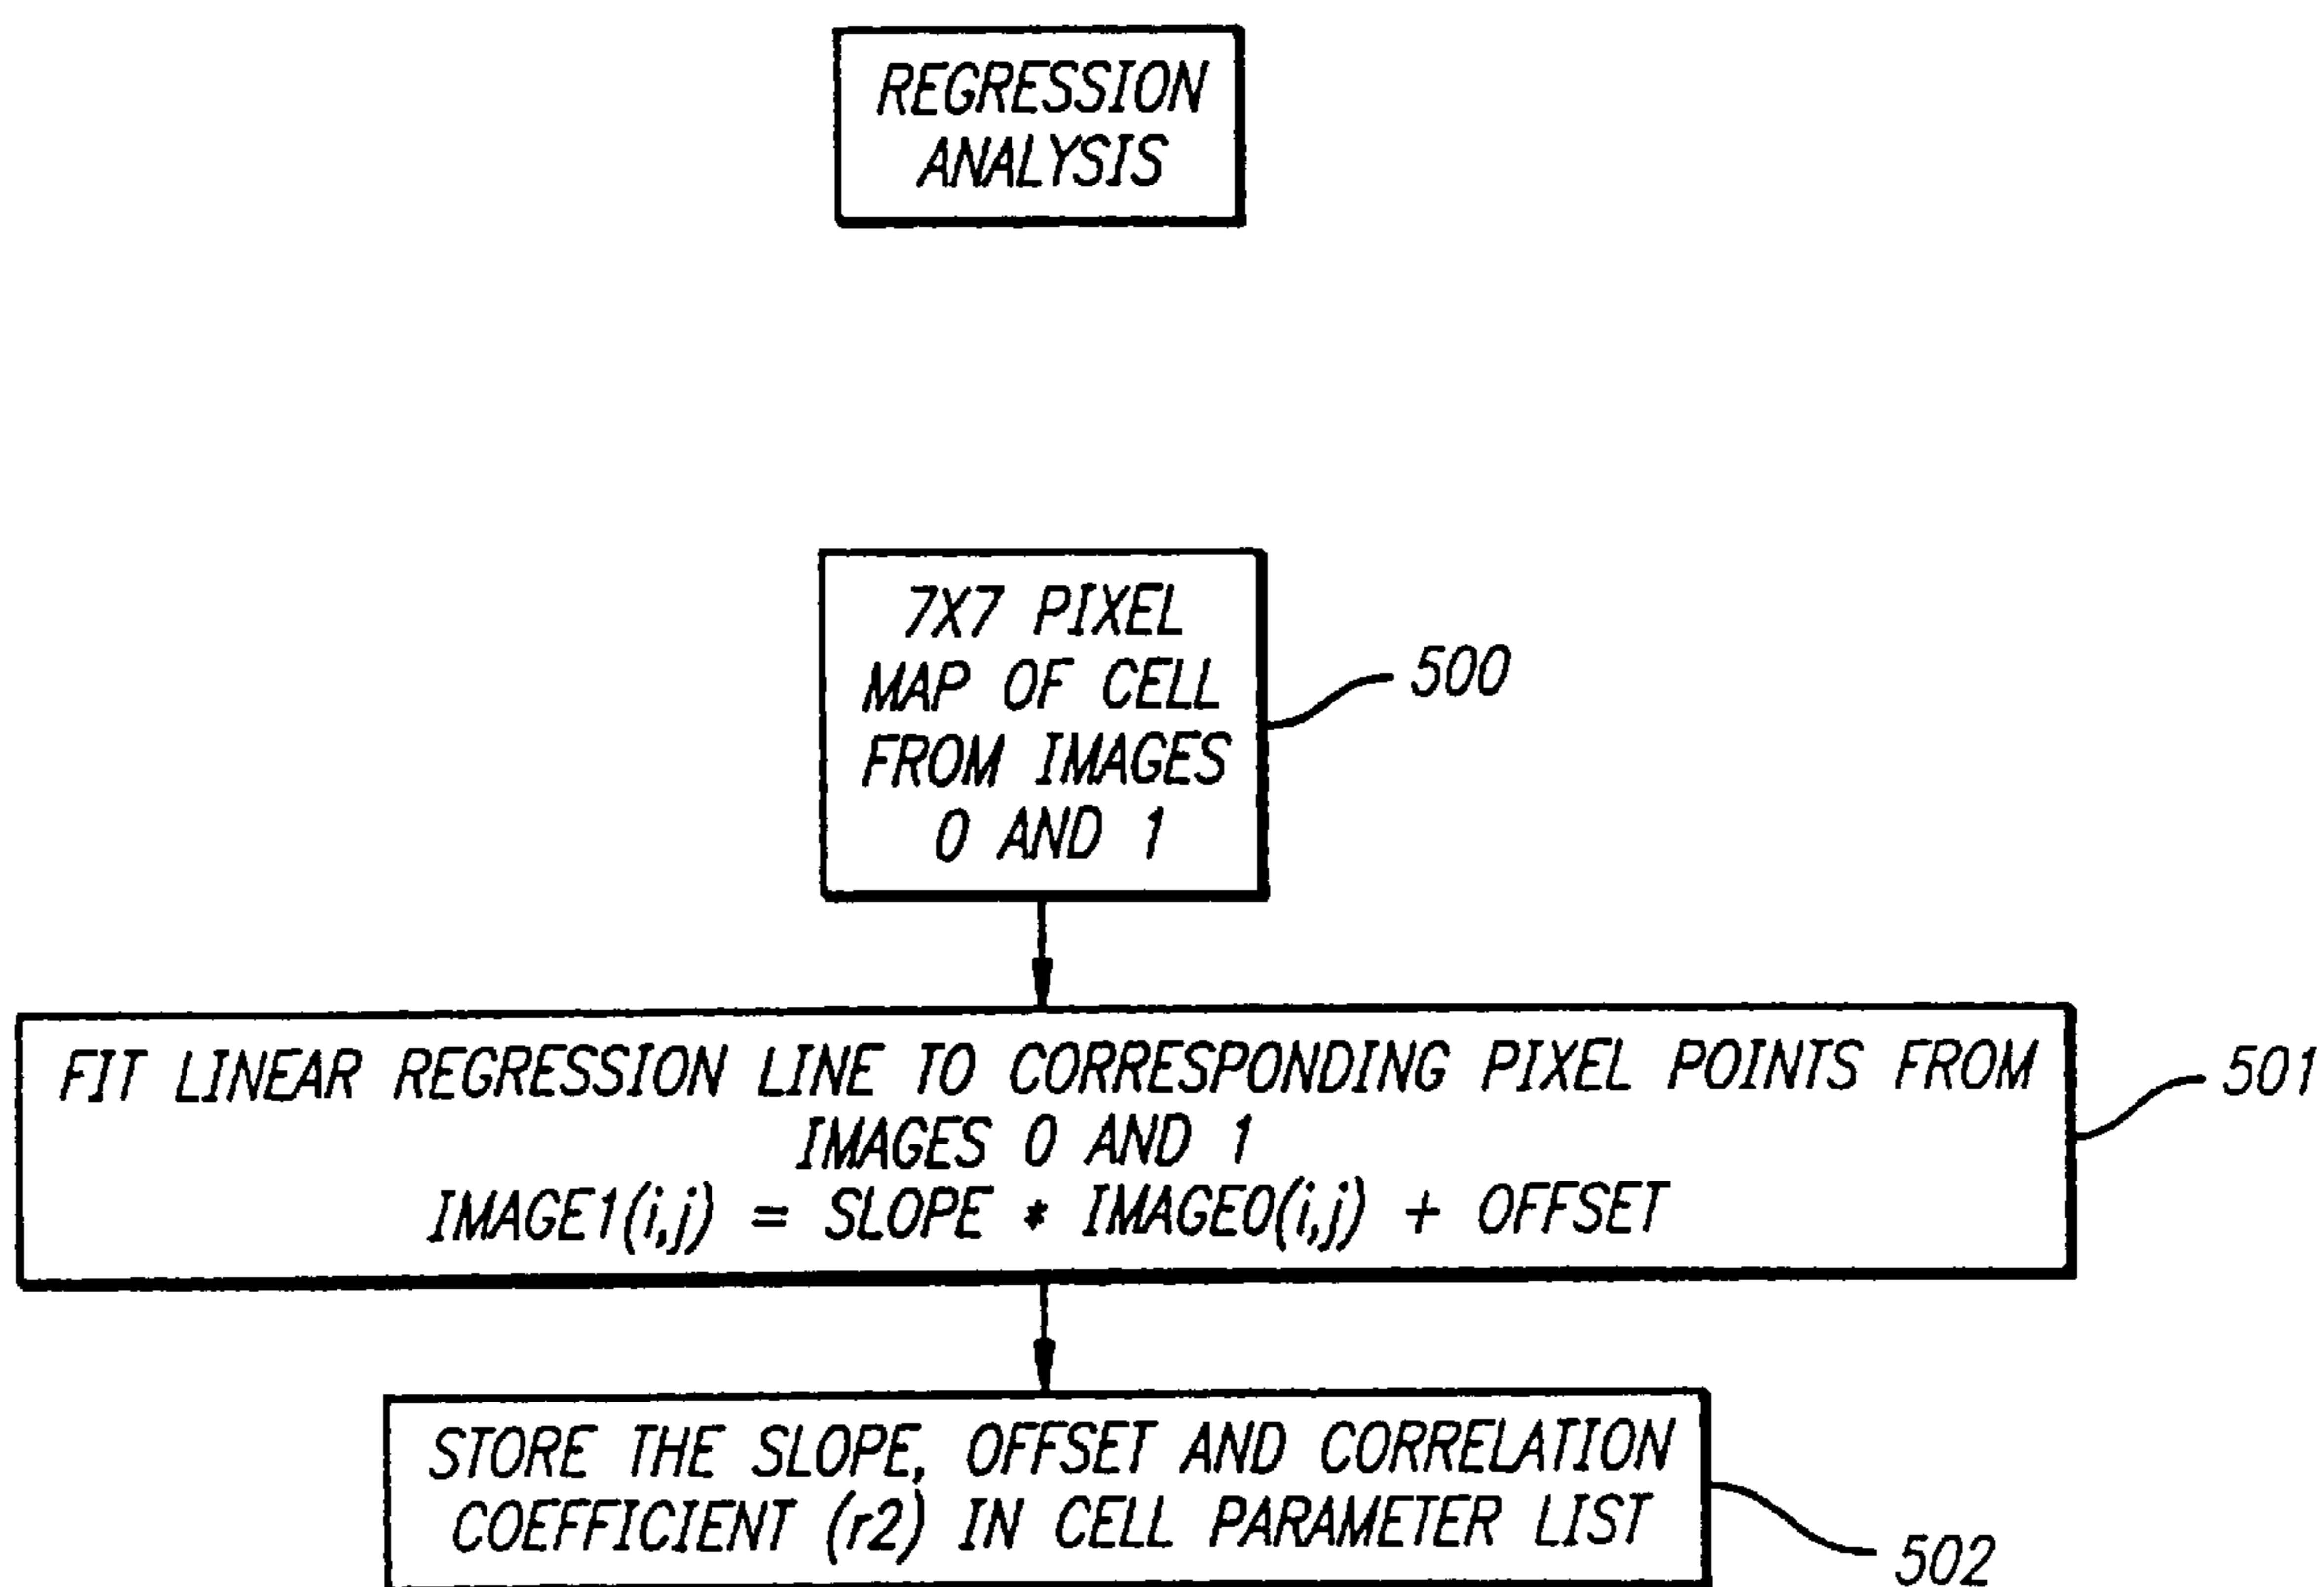 REGRESSION
ANALYSIS
7X7 PIXEL
MAP OF CELL
FROM IMAGES
0 AND 1
500
FIT LINEAR REGRESSION LINE TO CORRESPONDING PIXEL POINTS FROM
IMAGES 0 AND 1
IMAGE1(i,j) = SLOPE * IMAGE0(i,j) + OFFSET
501
STORE THE SLOPE, OFFSET AND CORRELATION
COEFFICIENT (r2) IN CELL PARAMETER LIST
502